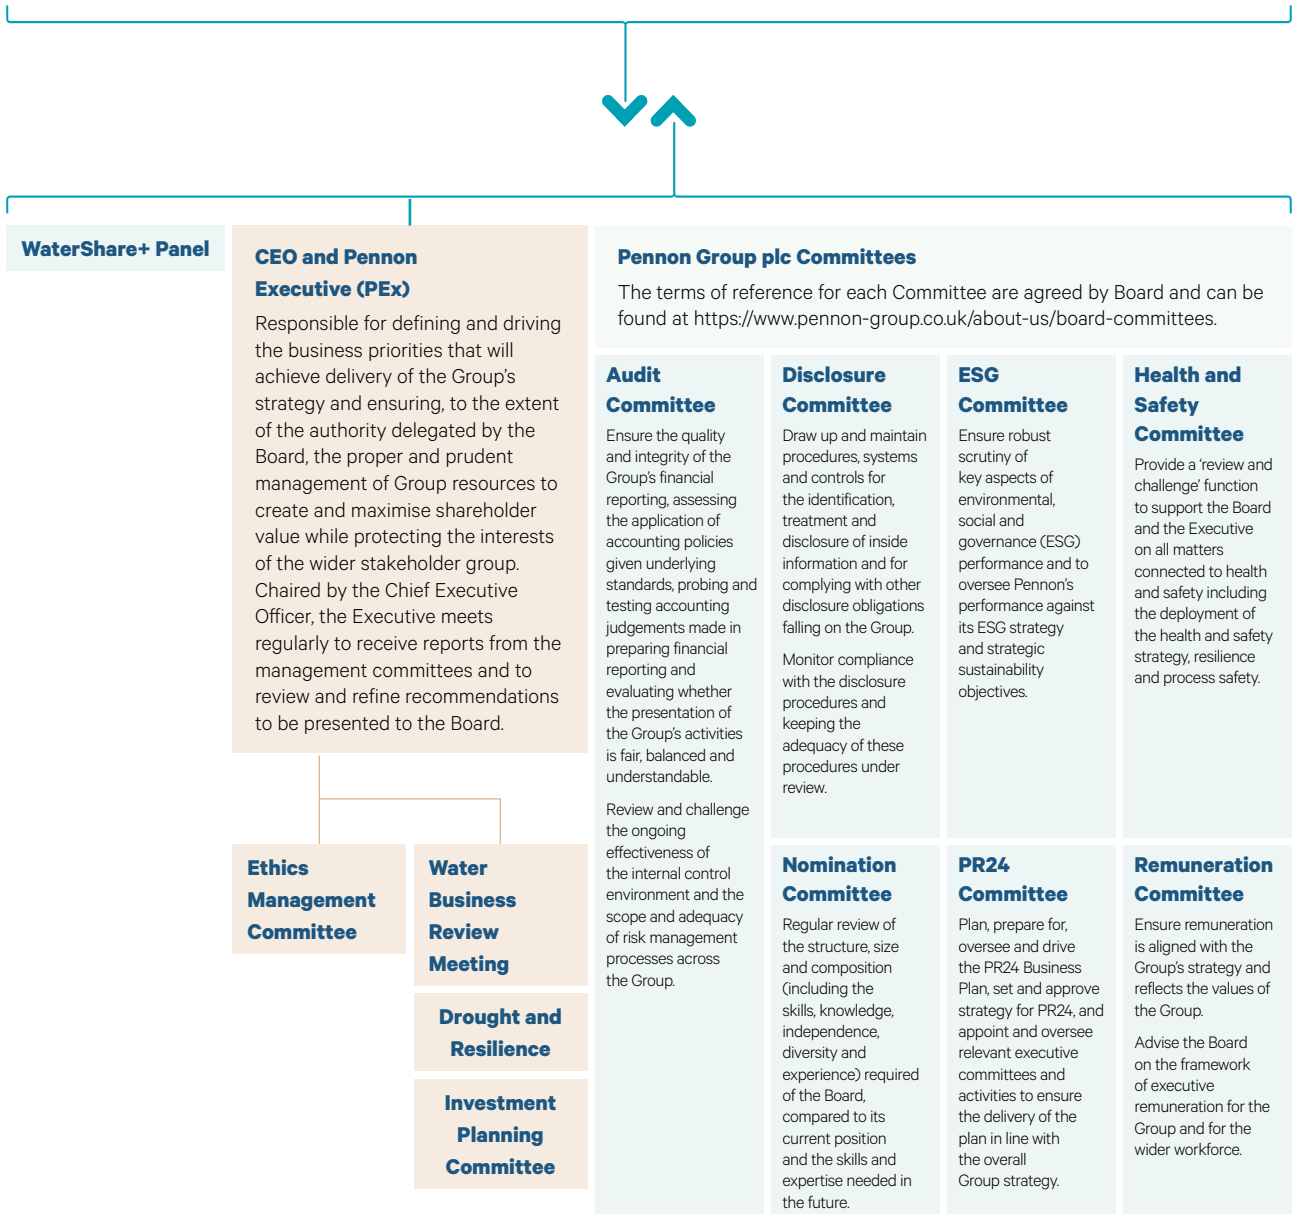 WaterShare+ Panel
CEO and Pennon
Executive (PEx)
Responsible for defining and driving
the business priorities that will
achieve delivery of the Group’s
strategy and ensuring, to the extent
of the authority delegated by the
Board, the proper and prudent
management of Group resources to
create and maximise shareholder
value while protecting the interests
of the wider stakeholder group.
Chaired by the Chief Executive
Officer, the Executive meets
regularly to receive reports from the
management committees and to
review and refine recommendations
to be presented to the Board.
Ethics
Management
Committee
Water
Business
Review
Meeting
Drought and
Resilience
Investment
Planning
Committee
Pennon Group plc Committees
The terms of reference for each Committee are agreed by Board and can be
found at https://www.pennon-group.co.uk/about-us/board-committees.
Audit
Committee
Ensure the quality
and integrity of the
Group’s financial
reporting, assessing
the application of
accounting policies
given underlying
standards, probing and
testing accounting
judgements made in
preparing financial
reporting and
evaluating whether
the presentation of
the Group’s activities
is fair, balanced and
understandable.
Review and challenge
the ongoing
effectiveness of
the internal control
environment and the
scope and adequacy
of risk management
processes across
the Group.
Disclosure
Committee
Draw up and maintain
procedures, systems
and controls for
the identification,
treatment and
disclosure of inside
information and for
complying with other
disclosure obligations
falling on the Group.
Monitor compliance
with the disclosure
procedures and
keeping the
adequacy of these
procedures under
review.
ESG
Committee
Ensure robust
scrutiny of
key aspects of
environmental,
social and
governance (ESG)
performance and to
oversee Pennon’s
performance against
its ESG strategy
and strategic
sustainability
objectives.
Health and
Safety
Committee
Provide a ‘review and
challenge’ function
to support the Board
and the Executive
on all matters
connected to health
and safety including
the deployment of
the health and safety
strategy, resilience
and process safety.
Nomination
Committee
Regular review of
the structure, size
and composition
(including the
skills, knowledge,
independence,
diversity and
experience) required
of the Board,
compared to its
current position
and the skills and
expertise needed in
the future.
PR24
Committee
Plan, prepare for,
oversee and drive
the PR24 Business
Plan, set and approve
strategy for PR24, and
appoint and oversee
relevant executive
committees and
activities to ensure
the delivery of the
plan in line with
the overall
Group strategy.
Remuneration
Committee
Ensure remuneration
is aligned with the
Group’s strategy and
reflects the values of
the Group.
Advise the Board
on the framework
of executive
remuneration for the
Group and for the
wider workforce.